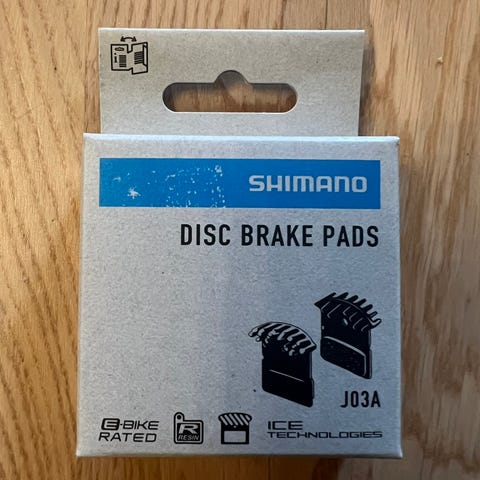 SHIMANO
DISC BRAKE PADS
J03A
E-BIKE
RATED
R
RESIN
ICE
TECHNOLOGIES